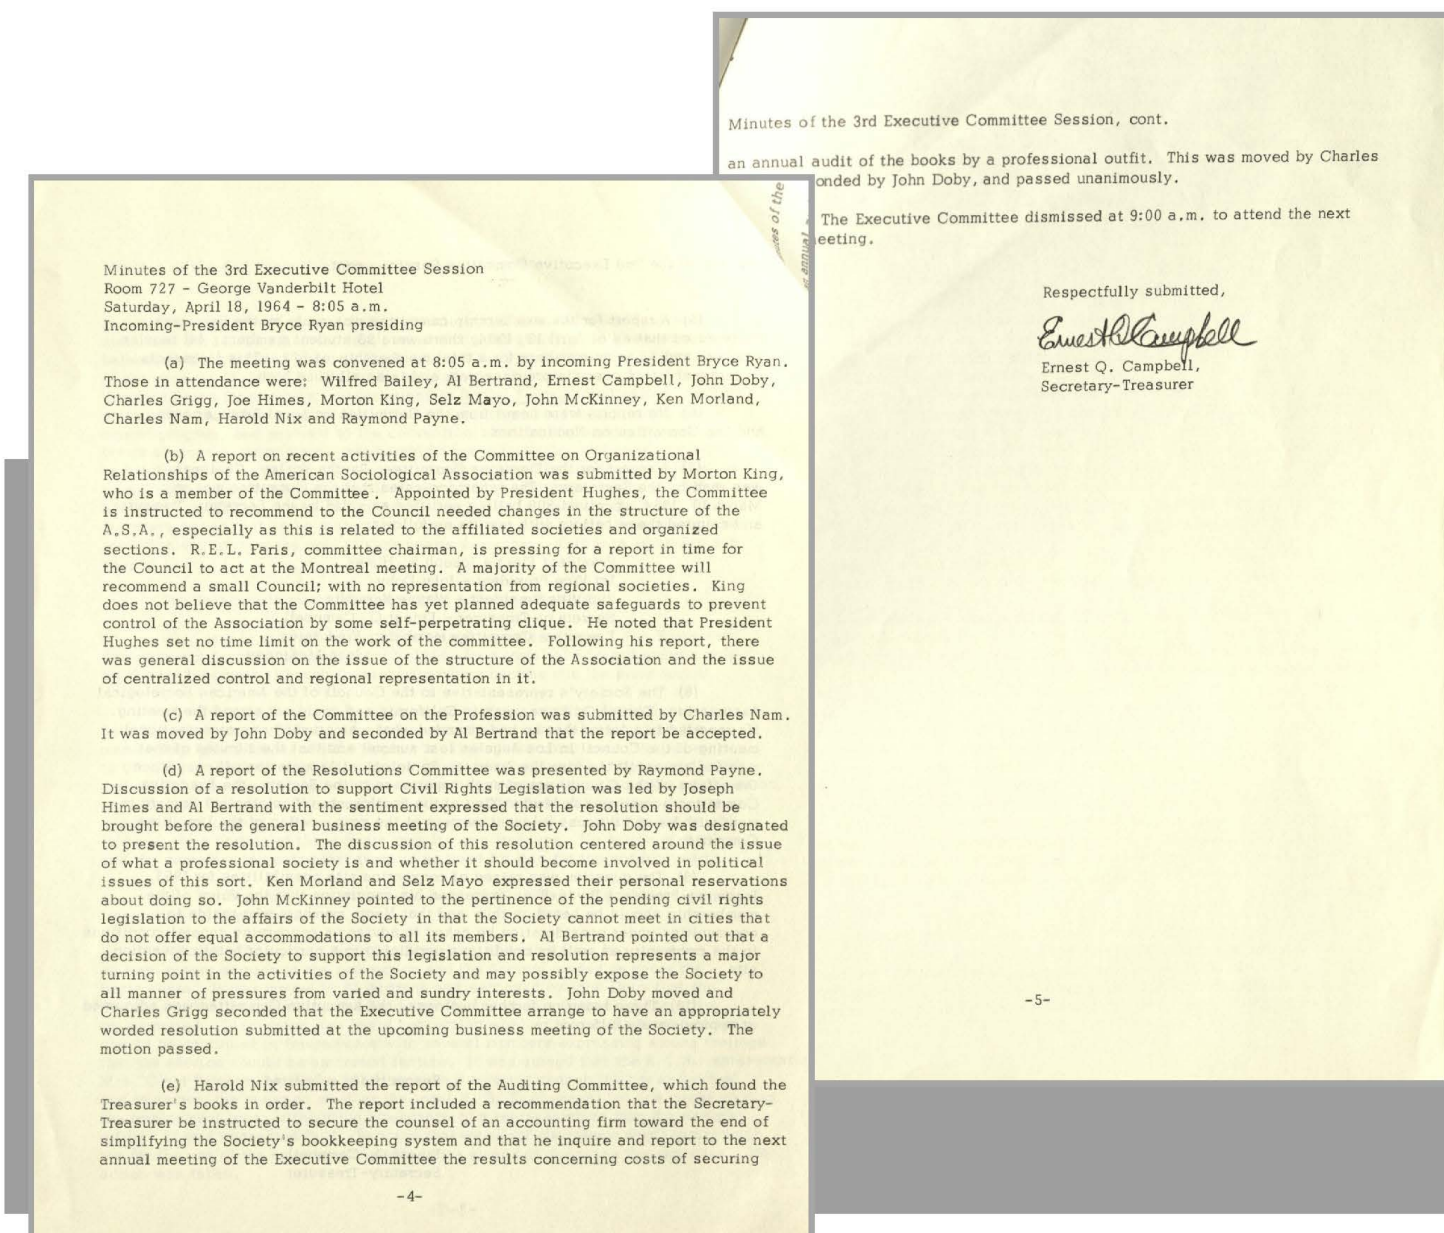 Minutes of the 3rd Executive Committee Session
Room 727 - George Vanderbilt Hotel
Saturday, April 18, 1964 - 8:05 a.m.
Incoming-President Bryce Ryan presiding
(a) The meeting was convened at 8:05 a.m. by incoming President Bryce Ryan.
Those in attendance were: Wilfred Bailey, Al Bertrand, Ernest Campbell, John Doby,
Charles Grigg, Joe Himes, Morton King, Selz Mayo, John McKinney, Ken Morland,
Charles Nam, Harold Nix and Raymond Payne.
(b) A report on recent activities of the Committee on Organizational
Relationships of the American Sociological Association was submitted by Morton King,
who is a member of the Committee. Appointed by President Hughes, the Committee
is instructed to recommend to the Council needed changes in the structure of the
A.S.A., especially as this is related to the affiliated societies and organized
sections. R.E.L. Faris, committee chairman, is pressing for a report in time for
the Council to act at the Montreal meeting. A majority of the Committee will
recommend a small Council; with no representation from regional societies. King
does not believe that the Committee has yet planned adequate safeguards to prevent
control of the Association by some self-perpetrating clique. He noted that President
Hughes set no time limit on the work of the committee. Following his report, there
was general discussion on the issue of the structure of the Association and the issue
of centralized control and regional representation in it.
(c) A report of the Committee on the Profession was submitted by Charles Nam.
It was moved by John Doby and seconded by Al Bertrand that the report be accepted.
(d) A report of the Resolutions Committee was presented by Raymond Payne.
Discussion of a resolution to support Civil Rights Legislation was led by Joseph
Himes and Al Bertrand with the sentiment expressed that the resolution should be
brought before the general business meeting of the Society. John Doby was designated
to present the resolution. The discussion of this resolution centered around the issue
of what a professional society is and whether it should become involved in political
issues of this sort. Ken Morland and Selz Mayo expressed their personal reservations
about doing so. John McKinney pointed to the pertinence of the pending civil rights
legislation to the affairs of the Society in that the Society cannot meet in cities that
do not offer equal accommodations to all its members. Al Bertrand pointed out that a
decision of the Society to support this legislation and resolution represents a major
turning point in the activities of the Society and may possibly expose the Society to
all manner of pressures from varied and sundry interests. John Doby moved and
Charles Grigg seconded that the Executive Committee arrange to have an appropriately
worded resolution submitted at the upcoming business meeting of the Society. The
motion passed.
(e) Harold Nix submitted the report of the Auditing Committee, which found the
Treasurer's books in order. The report included a recommendation that the Secretary-
Treasurer be instructed to secure the counsel of an accounting firm toward the end of
simplifying the Society's bookkeeping system and that he inquire and report to the next
annual meeting of the Executive Committee the results concerning costs of securing
-4-
Minutes of the 3rd Executive Committee Session, cont.
an annual audit of the books by a professional outfit. This was moved by Charles
onded by John Doby, and passed unanimously.
The Executive Committee dismissed at 9:00 a.m. to attend the next
eeting.
Respectfully submitted,
Ernest Q. Campbell
Ernest Q. Campbell,
Secretary-Treasurer
-5-